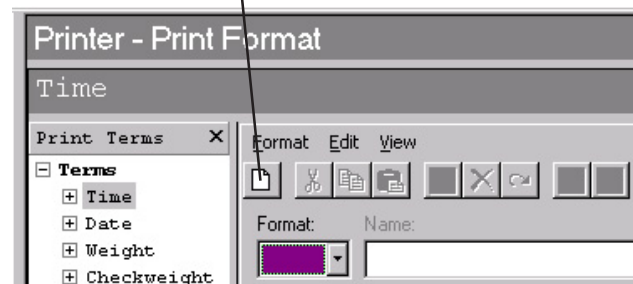 Printer - Print Format
Time
Print Terms X
Format Edit View
Terms
Time
Date
Weight
Checkweight
Format: Name: